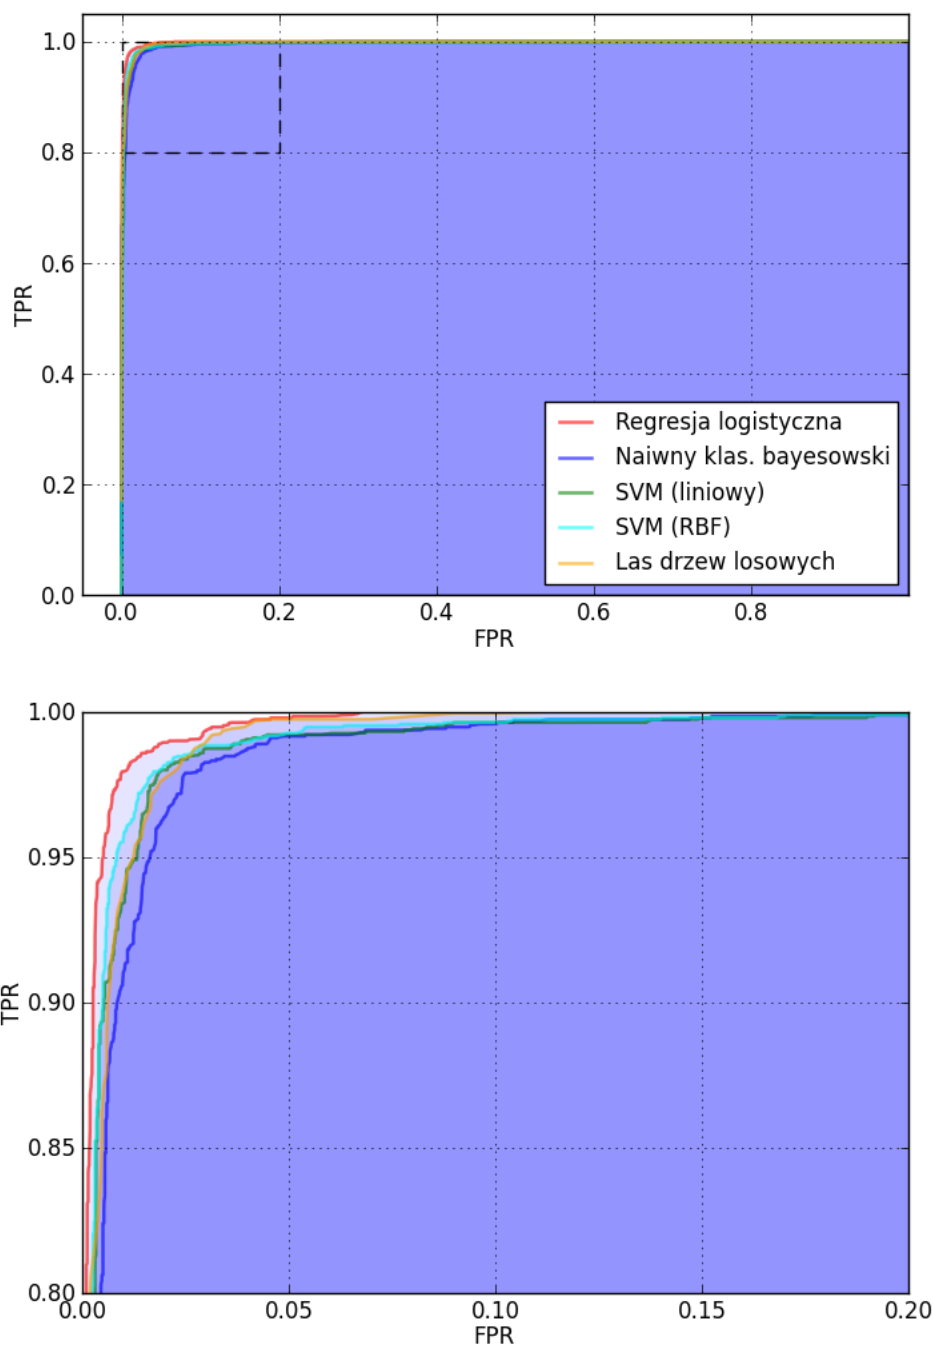 1.0
0.8
0.6
0.4
0.2
0.0
TPR
Regresja logistyczna
Naiwny klas. bayesowski
SVM (liniowy)
SVM (RBF)
Las drzew losowych
0.0 0.2 0.4 0.6 0.8
FPR
1.00
0.95
0.90
0.85
0.80
TPR
0.00 0.05 0.10 0.15 0.20
FPR